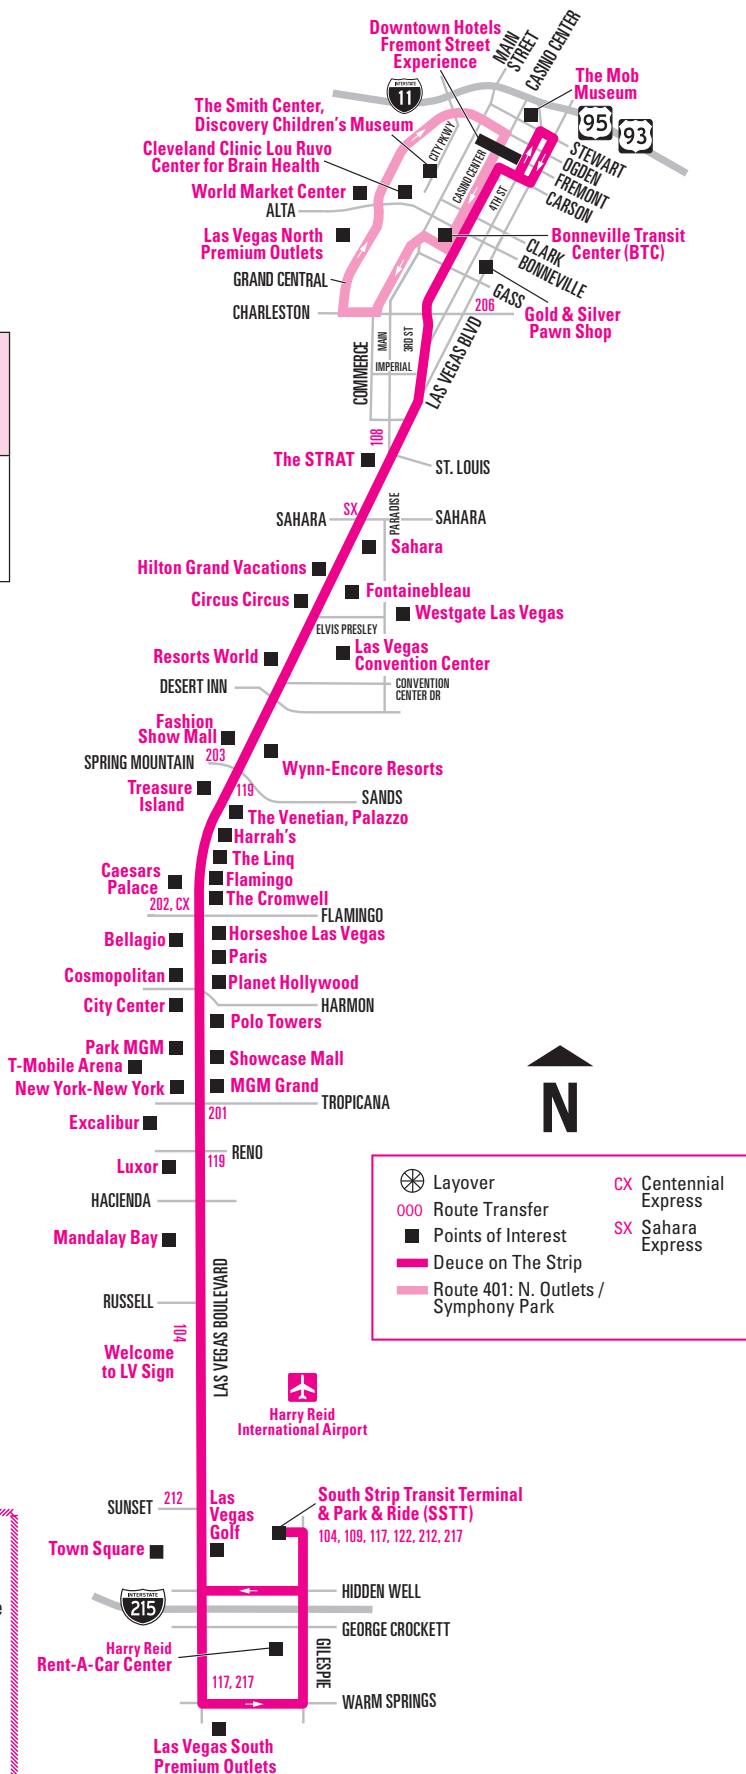 Downtown Hotels
Fremont Street
Experience
MAIN
STREET
CASINO CENTER
INTERSTATE
11
The Mob
Museum
95
93
The Smith Center,
Discovery Children's Museum
CITY PKWY
Cleveland Clinic Lou Ruvo
Center for Brain Health
CASINO CENTER
STEWART
OGDEN
FREMONT
CARSON
World Market Center
4TH ST
ALTA
Las Vegas North
Premium Outlets
Bonneville Transit
Center (BTC)
CLARK
BONNEVILLE
GASS
GRAND CENTRAL
CHARLESTON
206
Gold & Silver
Pawn Shop
COMMERCE
MAIN
3RD ST
IMPERIAL
LAS VEGAS BLVD
108
The STRAT
ST. LOUIS
SX
PARADISE
SAHARA
SAHARA
Sahara
Hilton Grand Vacations
Fontainebleau
Circus Circus
Westgate Las Vegas
ELVIS PRESLEY
Resorts World
Las Vegas
Convention Center
DESERT INN
CONVENTION
CENTER DR
Fashion
Show Mall
203
SPRING MOUNTAIN
Wynn-Encore Resorts
Treasure
Island
119
SANDS
The Venetian, Palazzo
Harrah's
The Linq
Caesars
Palace
Flamingo
The Cromwell
202, CX
FLAMINGO
Horseshoe Las Vegas
Bellagio
Paris
Cosmopolitan
Planet Hollywood
City Center
HARMON
Polo Towers
Park MGM
Showcase Mall
T-Mobile Arena
New York-New York
MGM Grand
TROPICANA
201
Excalibur
RENO
119
Luxor
HACIENDA
Mandalay Bay
LAS VEGAS BOULEVARD
RUSSELL
104
Welcome
to LV Sign
Harry Reid
International Airport
N
Layover
000 Route Transfer
Points of Interest
Deuce on The Strip
Route 401: N. Outlets /
Symphony Park
CX Centennial
Express
SX Sahara
Express
SUNSET
212
Las
Vegas
Golf
South Strip Transit Terminal
& Park & Ride (SSTT)
104, 109, 117, 122, 212, 217
Town Square
HIDDEN WELL
INTERSTATE
215
GEORGE CROCKETT
Harry Reid
Rent-A-Car Center
GILESPIE
117, 217
WARM SPRINGS
Las Vegas South
Premium Outlets
e